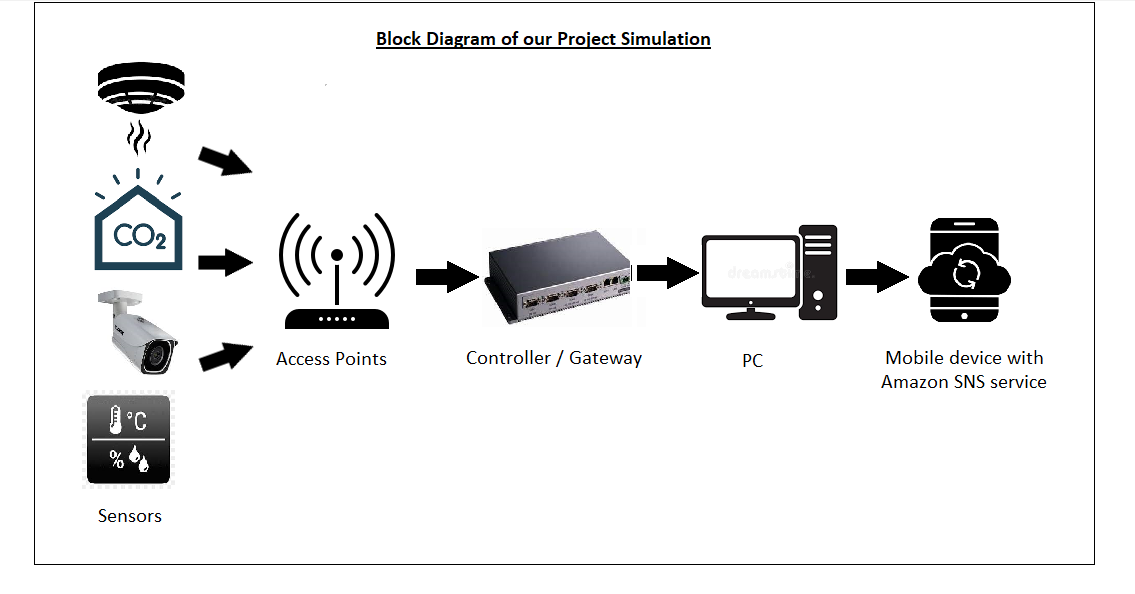 Block Diagram of our Project Simulation
CO2
dreamstime.
Access Points
Controller / Gateway
PC
Mobile device with
Amazon SNS service
°C
%
Sensors